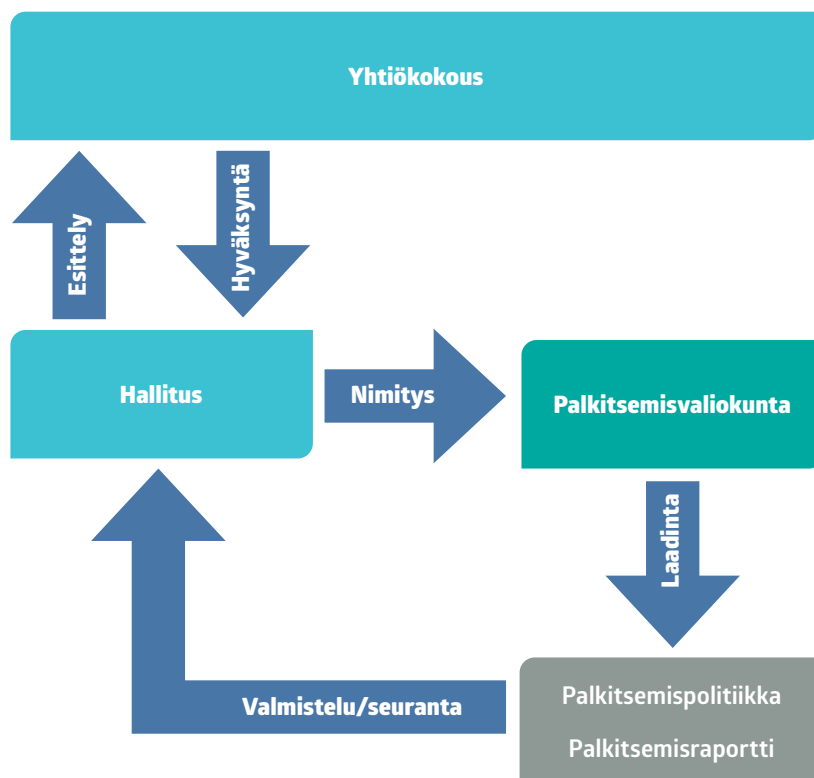 Yhtiökokous
Esittely
Hyväksyntä
Hallitus
Nimitys
Palkitsemisvaliokunta
Laadinta
Valmistelu/seuranta
Palkitsemispolitiikka
Palkitsemisraportti